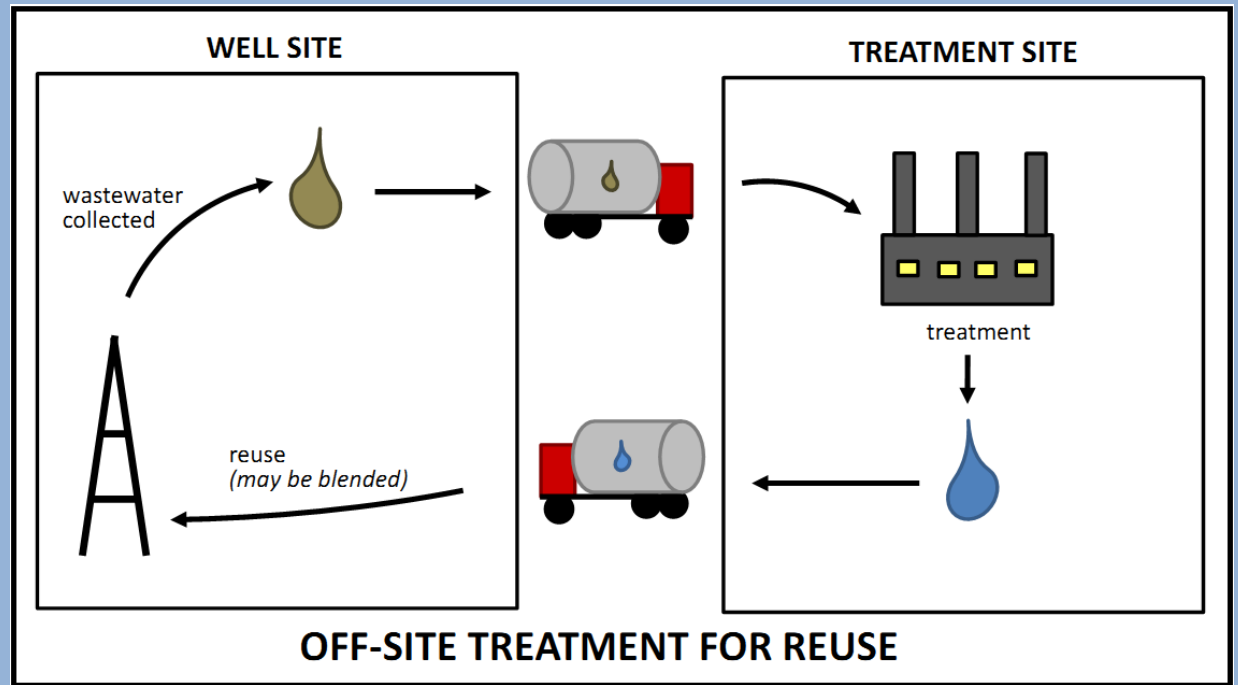 WELL SITE
TREATMENT SITE
wastewater
collected
treatment
reuse
(may be blended)
OFF-SITE TREATMENT FOR REUSE